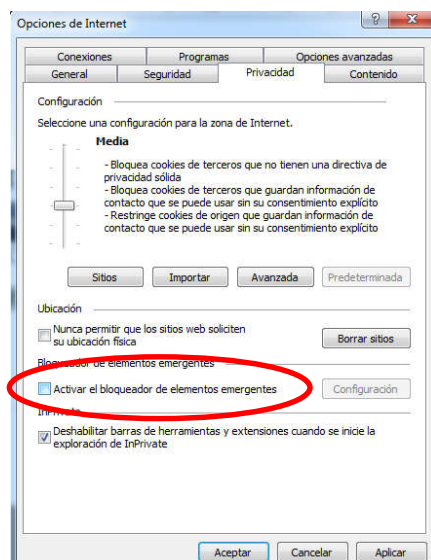 Opciones de Internet
Conexiones Programas Opciones avanzadas
General Seguridad Privacidad Contenido
Configuración
Seleccione una configuración para la zona de Internet.
Media
- Bloquea cookies de terceros que no tienen una directiva de
privacidad sólida
- Bloquea cookies de terceros que guardan información de
contacto que se puede usar sin su consentimiento explícito
- Restringe cookies de origen que guardan información de
contacto que se puede usar sin su consentimiento explícito
Sitios Importar Avanzada Predeterminada
Ubicación
Nunca permitir que los sitios web soliciten
su ubicación física
Borrar sitios
Bloqueador de elementos emergentes
Activar el bloqueador de elementos emergentes Configuración
InPrivate
Deshabilitar barras de herramientas y extensiones cuando se inicie la
exploración de InPrivate
Aceptar Cancelar Aplicar